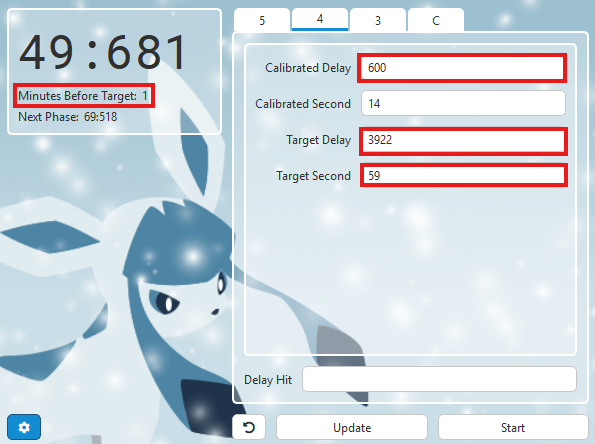 49:681
Minutes Before Target: 1
Next Phase: 69:518
5 4 3 C
Calibrated Delay 600
Calibrated Second 14
Target Delay 3922
Target Second 59
Delay Hit
Update Start